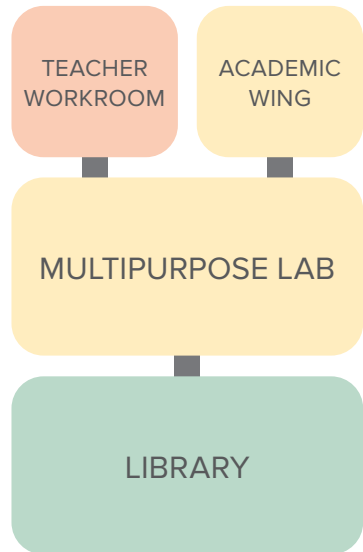 TEACHER
WORKROOM
ACADEMIC
WING
MULTIPURPOSE LAB
LIBRARY